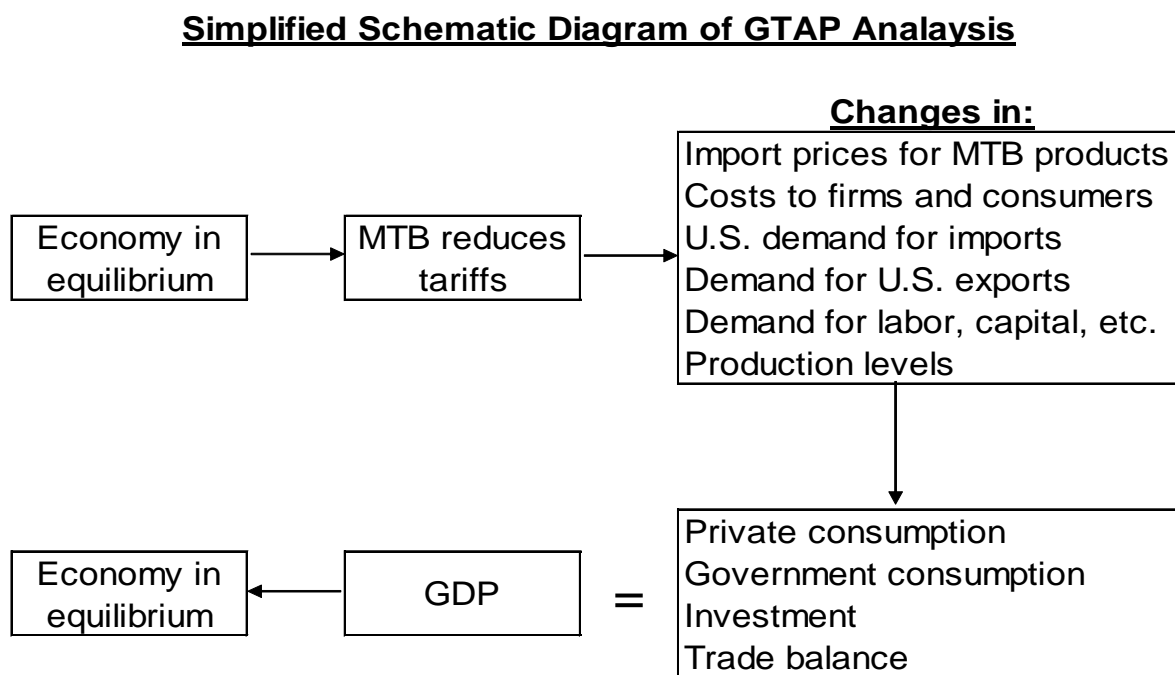 Simplified Schematic Diagram of GTAP Analaysis
Changes in:
Import prices for MTB products
Costs to firms and consumers
U.S. demand for imports
Demand for U.S. exports
Demand for labor, capital, etc.
Production levels
Economy in
equilibrium
MTB reduces
tariffs
Private consumption
Government consumption
Investment
Trade balance
Economy in
equilibrium
GDP
=